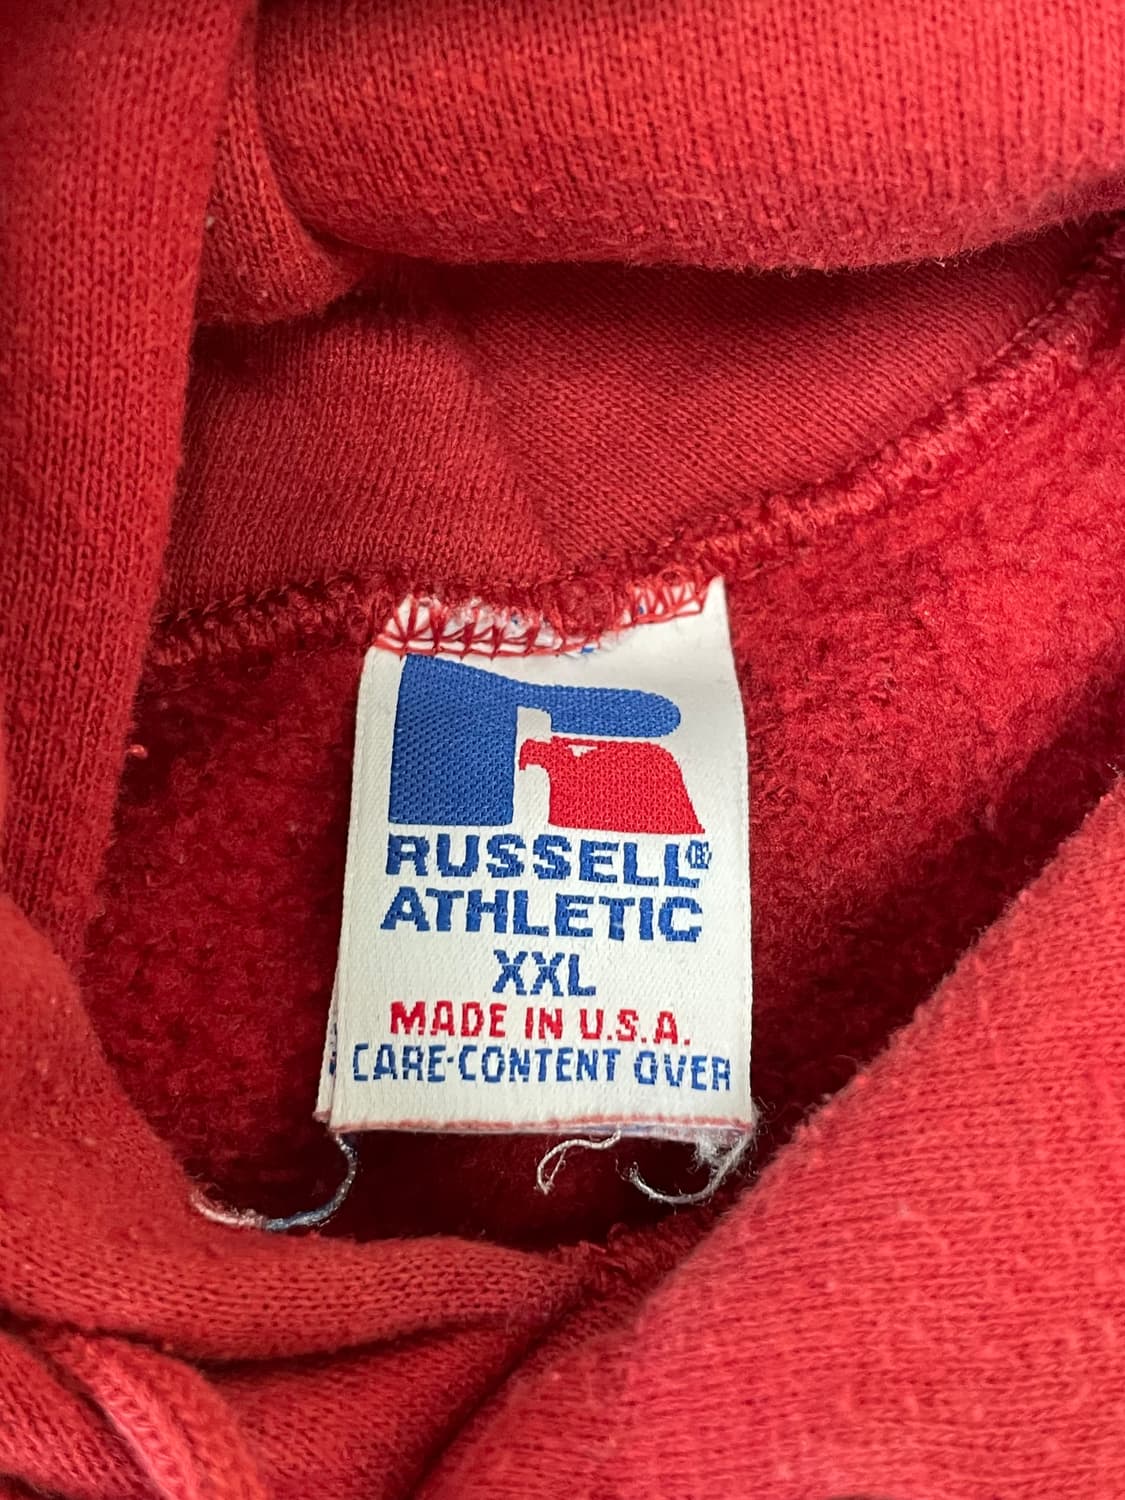 RUSSELL®
ATHLETIC
XXL
MADE IN U.S.A.
CARE-CONTENT OVER